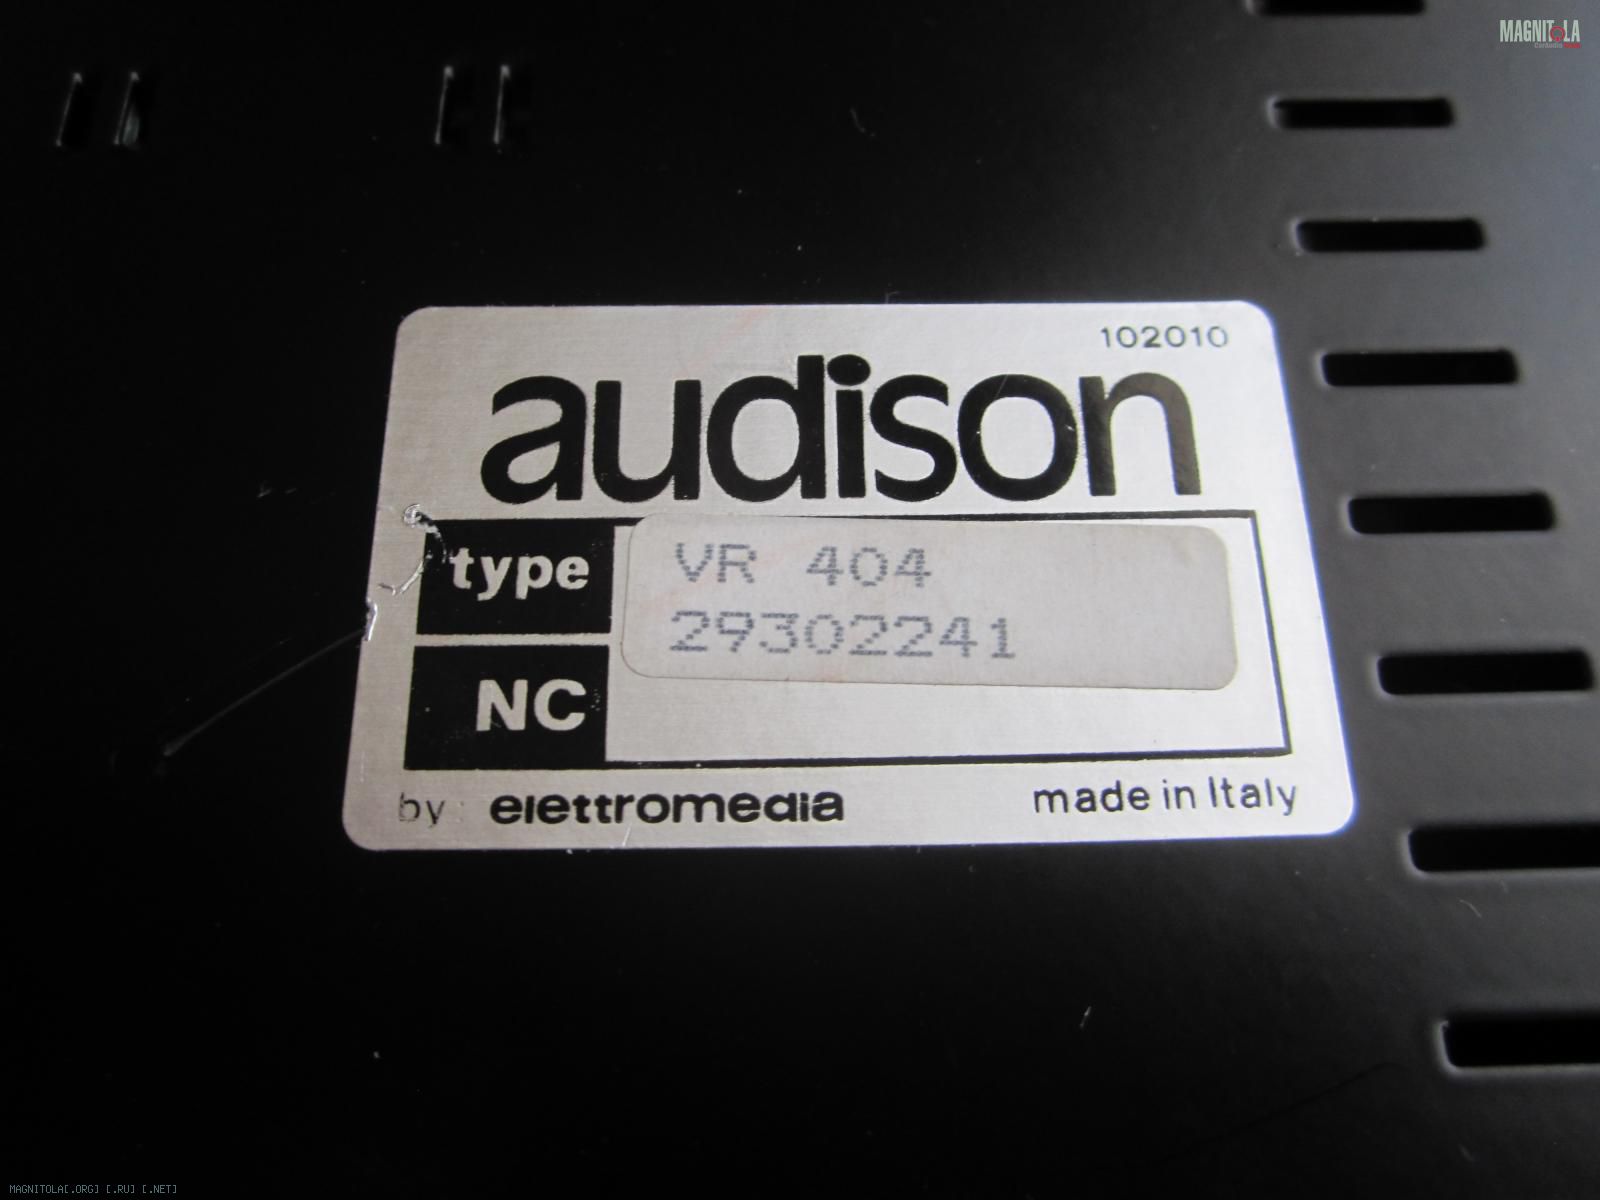 MAGNITOLA
102010
audison
type
VR 404
29302241
NC
by elettromedia
made in Italy
MAGNITOLA[.ORG] [.RU] [.NET]